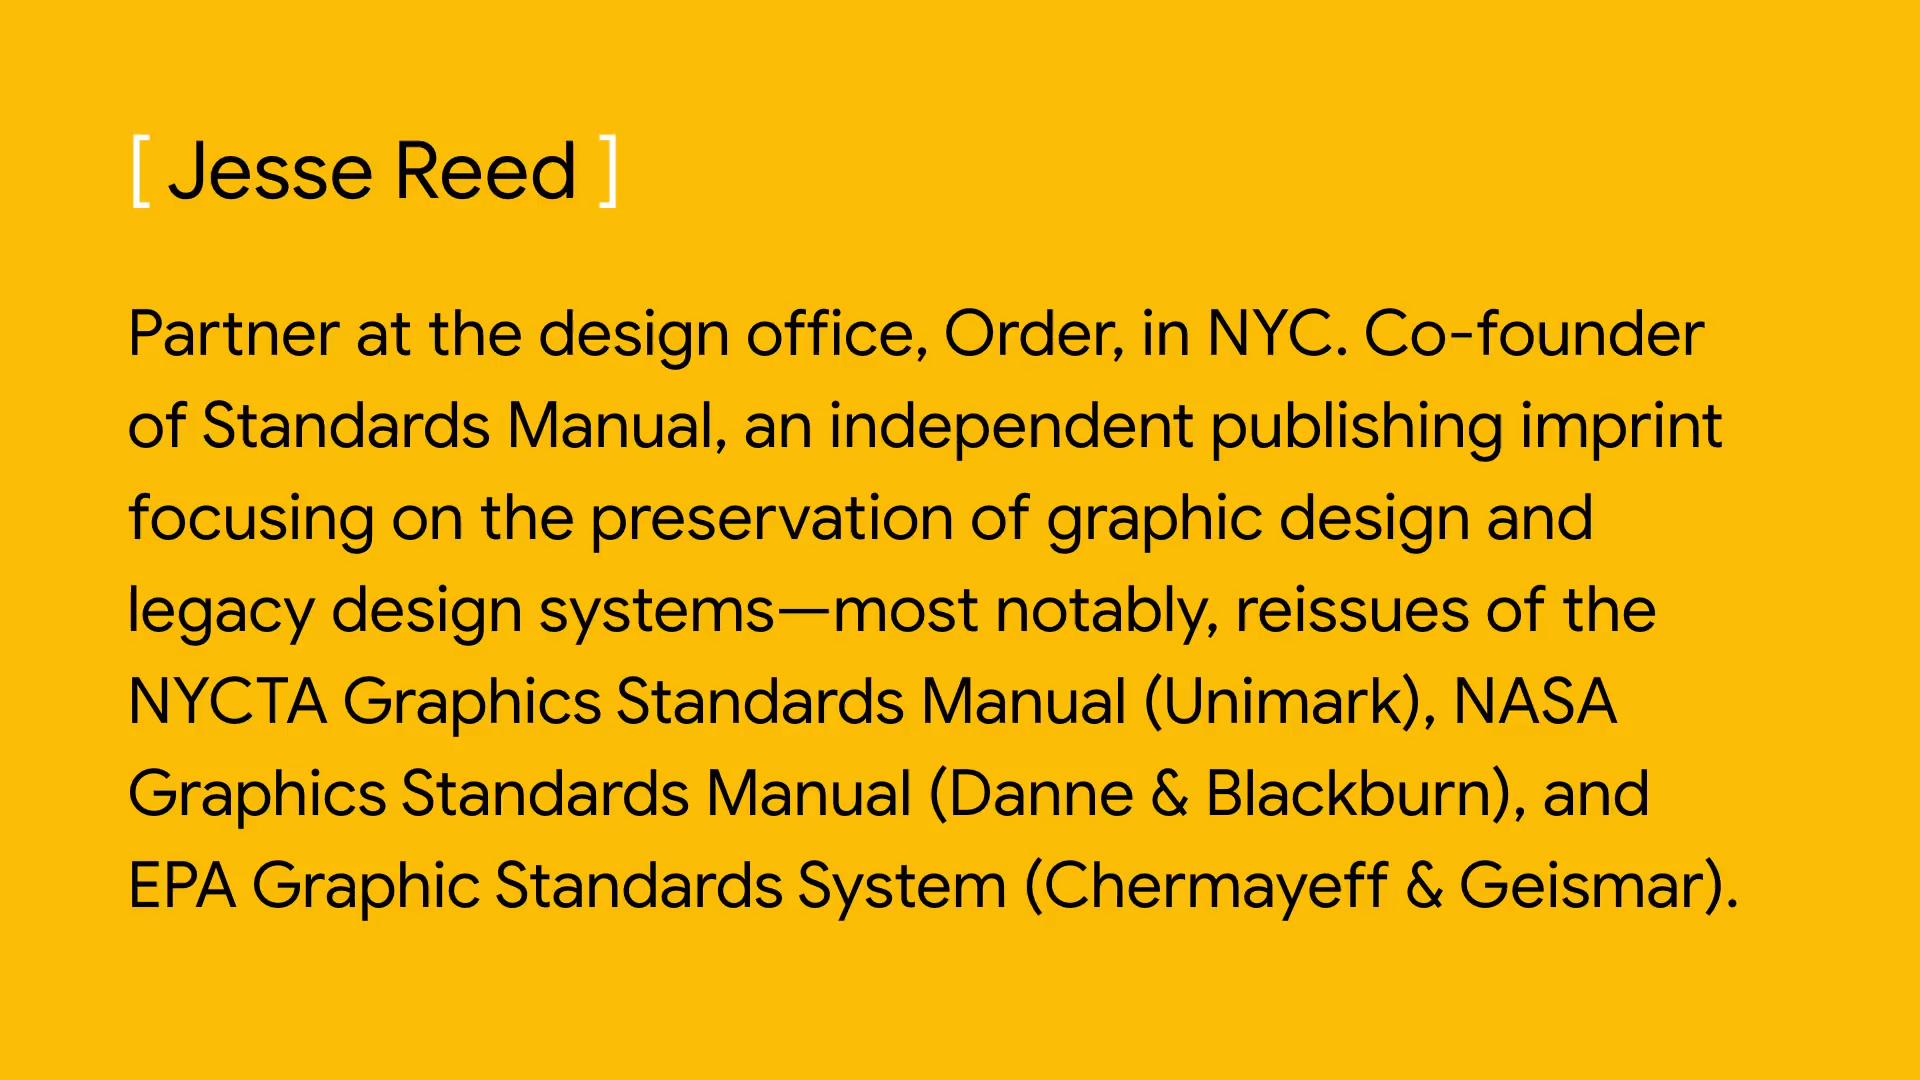 [ Jesse Reed ]
Partner at the design office, Order, in NYC. Co-founder
of Standards Manual, an independent publishing imprint
focusing on the preservation of graphic design and
legacy design systems—most notably, reissues of the
NYCTA Graphics Standards Manual (Unimark), NASA
Graphics Standards Manual (Danne & Blackburn), and
EPA Graphic Standards System (Chermayeff & Geismar).